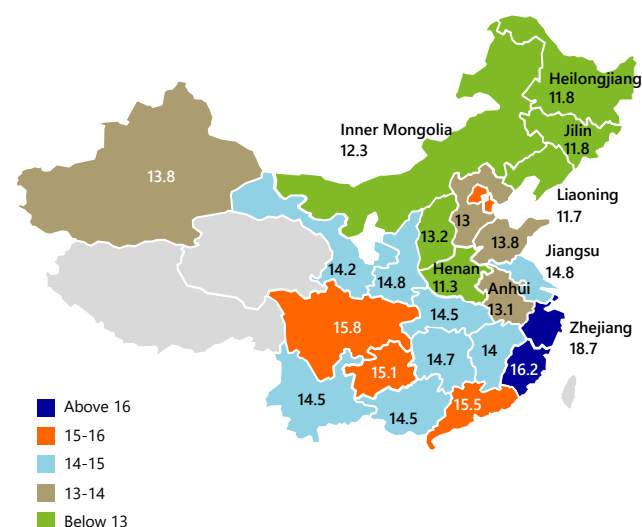 Heilongjiang
11.8
Jilin
11.8
Inner Mongolia
12.3
Liaoning
11.7
13.8
13
13.2
13.8
Jiangsu
14.8
14.2
14.8
Henan
11.3
Anhui
13.1
14.5
Zhejiang
18.7
15.8
14.7
14
16.2
15.1
14.5
14.5
15.5
Above 16
15-16
14-15
13-14
Below 13